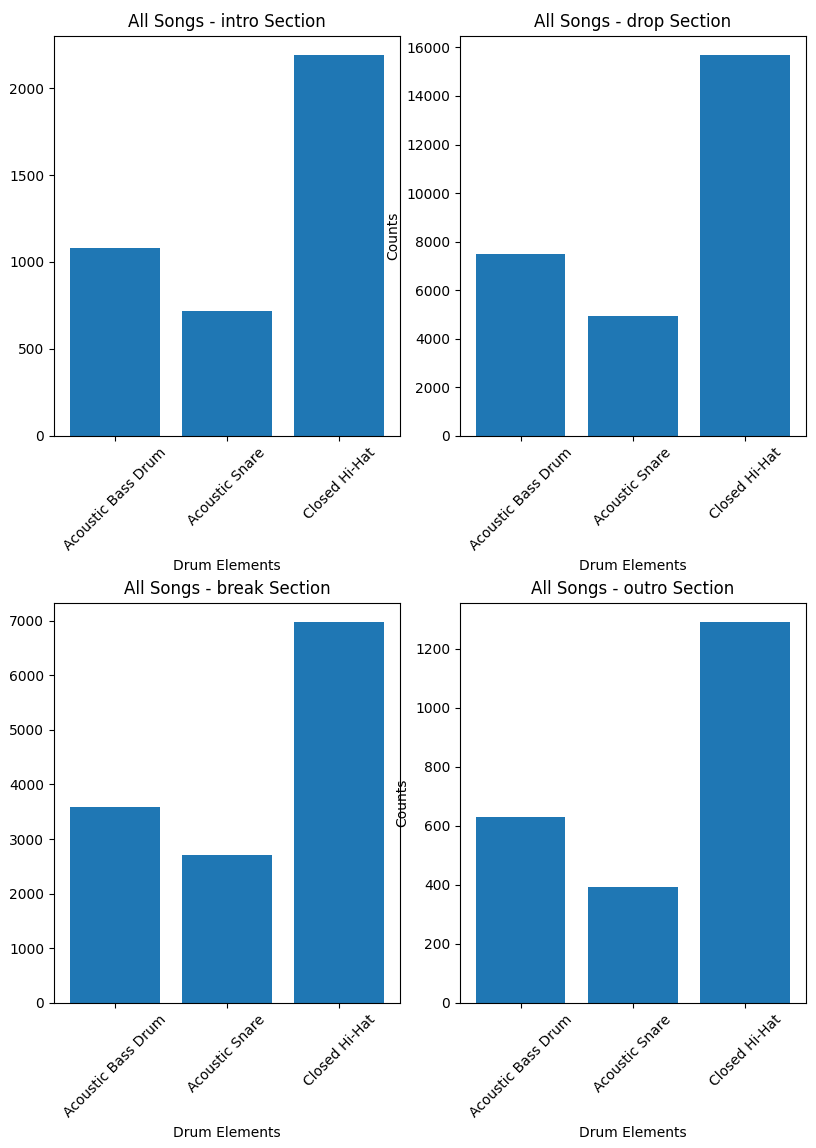 All Songs - intro Section
2000
1500
1000
500
0
Acoustic Bass Drum
Acoustic Snare
Closed Hi-Hat
Drum Elements
All Songs - drop Section
Counts
16000
14000
12000
10000
8000
6000
4000
2000
0
Acoustic Bass Drum
Acoustic Snare
Closed Hi-Hat
Drum Elements
All Songs - break Section
7000
6000
5000
4000
3000
2000
1000
0
Acoustic Bass Drum
Acoustic Snare
Closed Hi-Hat
Drum Elements
All Songs - outro Section
Counts
1200
1000
800
600
400
200
0
Acoustic Bass Drum
Acoustic Snare
Closed Hi-Hat
Drum Elements